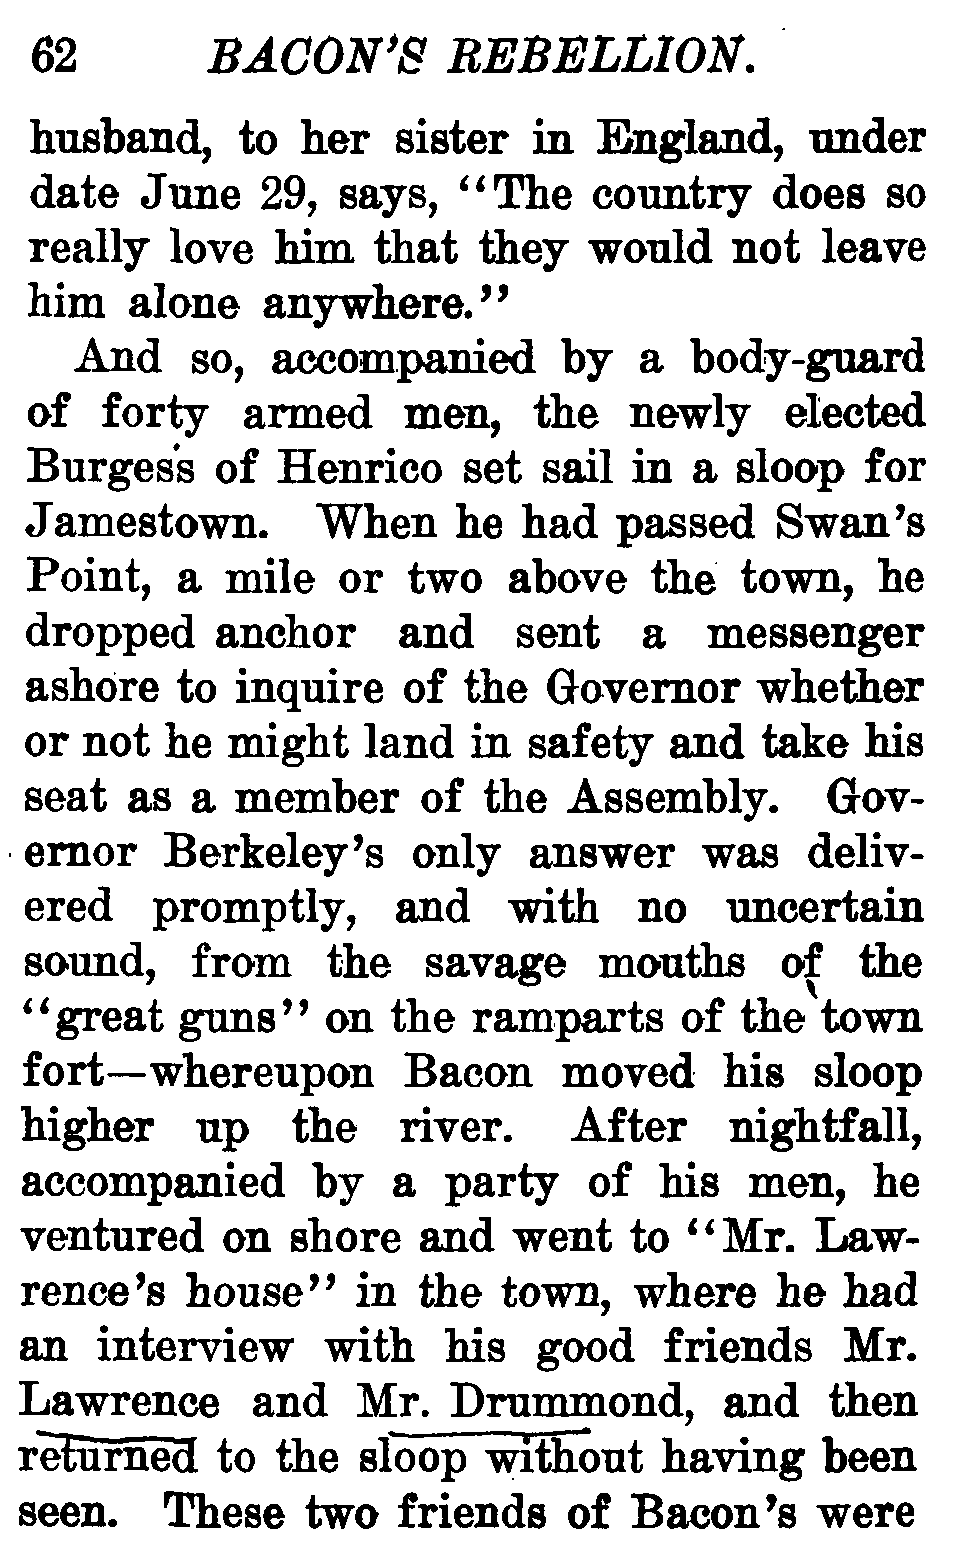 62 BACON'S REBELLION.
husband, to her sister in England, under
date June 29, says, "The country does so
really love him that they would not leave
him alone anywhere."
And so, accompanied by a body-guard
of forty armed men, the newly elected
Burgess of Henrico set sail in a sloop for
Jamestown. When he had passed Swan's
Point, a mile or two above the town, he
dropped anchor and sent a messenger
ashore to inquire of the Governor whether
or not he might land in safety and take his
seat as a member of the Assembly. Gov-
ernor Berkeley's only answer was deliv-
ered promptly, and with no uncertain
sound, from the savage mouths of the
"great guns" on the ramparts of the town
fort—whereupon Bacon moved his sloop
higher up the river. After nightfall,
accompanied by a party of his men, he
ventured on shore and went to "Mr. Law-
rence's house" in the town, where he had
an interview with his good friends Mr.
Lawrence and Mr. Drummond, and then
returned to the sloop without having been
seen. These two friends of Bacon's were